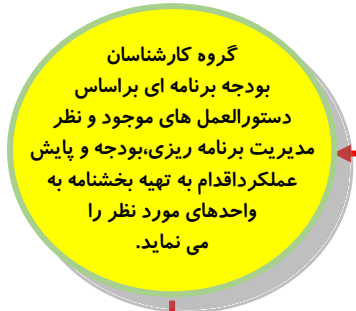 گروه کارشناسان
بودجه برنامه ای براساس
دستورالعمل های موجود و نظر
مدیریت برنامه ریزی،بودجه و پایش
عملکرداقدام به تهیه بخشنامه به
واحدهای مورد نظر را
می نماید.